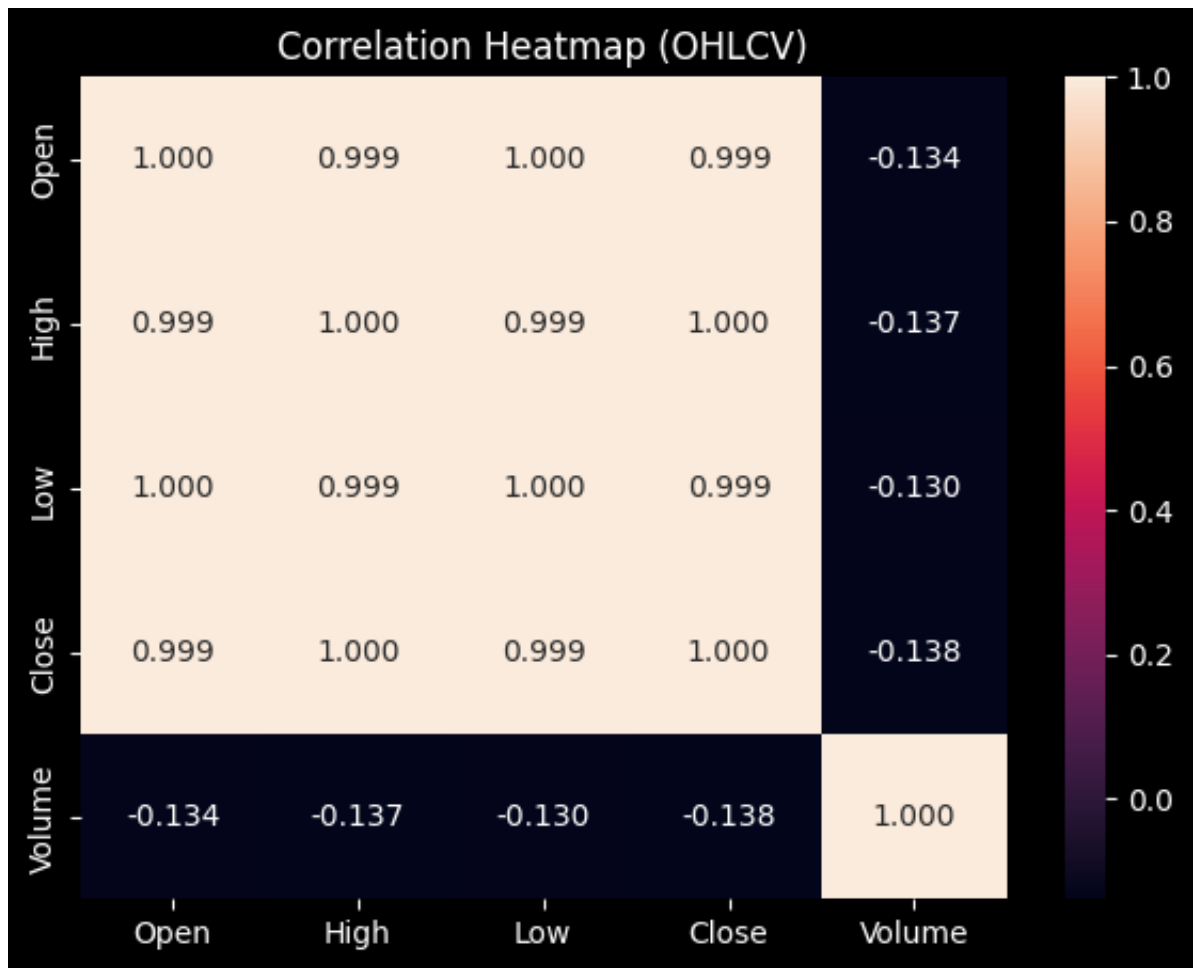 Correlation Heatmap (OHLCV)
Open 1.000 0.999 1.000 0.999 -0.134
High 0.999 1.000 0.999 1.000 -0.137
Low 1.000 0.999 1.000 0.999 -0.130
Close 0.999 1.000 0.999 1.000 -0.138
Volume -0.134 -0.137 -0.130 -0.138 1.000
Open High Low Close Volume
1.0
0.8
0.6
0.4
0.2
0.0